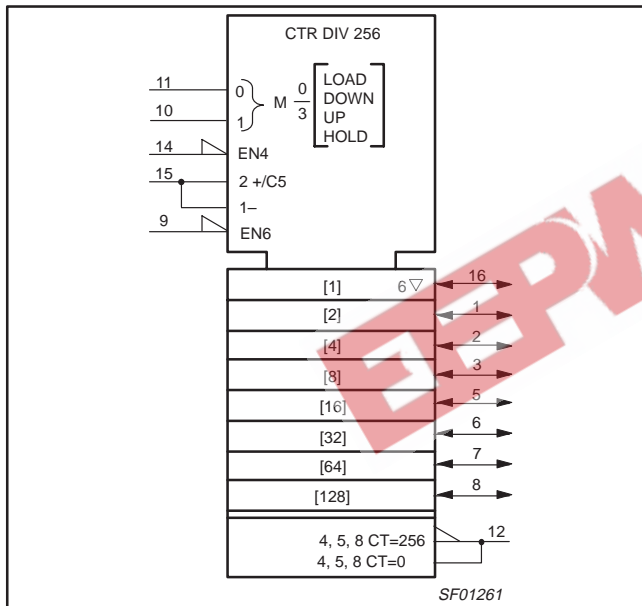 CTR DIV 256
11
0
10
1
M 0/3
LOAD
DOWN
UP
HOLD
14
EN4
15
2 +/C5
1–
9
EN6
[1] 6▽ 16
[2] 1
[4] 2
[8] 3
[16] 5
[32] 6
[64] 7
[128] 8
4, 5, 8 CT=256 12
4, 5, 8 CT=0
SF01261